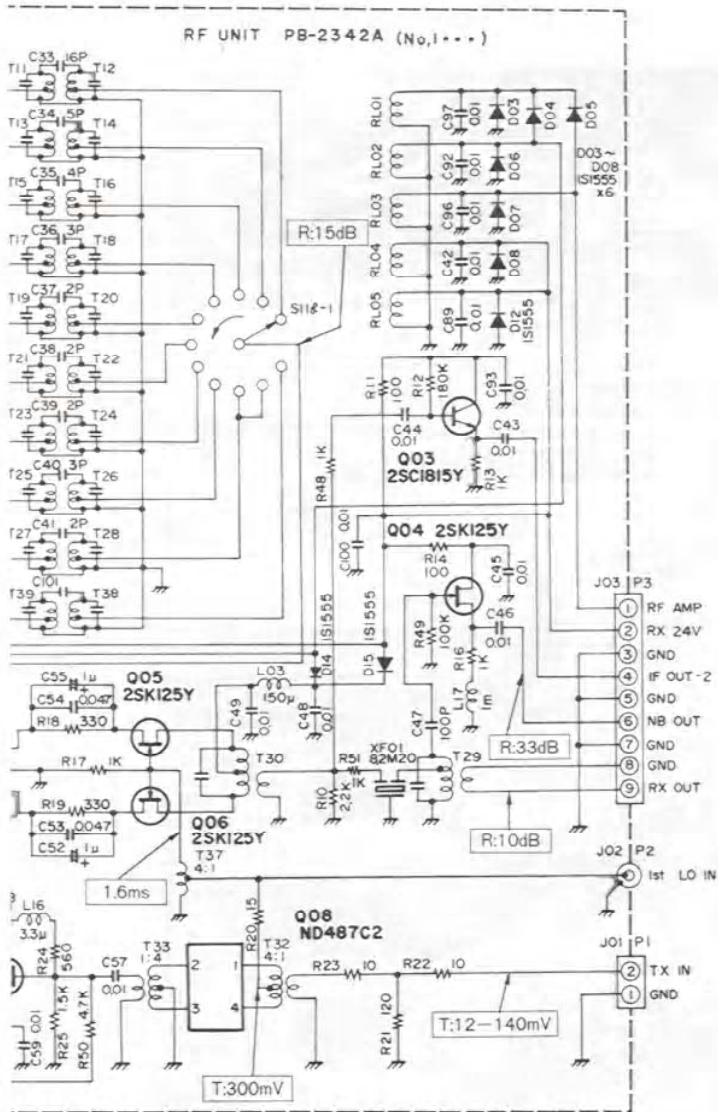 RF UNIT PB-2342A (No,1---)
C33 16P
T11 T12
C34 5P
T13 T14
C35 4P
T15 T16
C36 3P
T17 T18
C37 2P
T19 T20
C38 2P
T21 T22
C39 2P
T23 T24
C40 3P
T25 T26
C41 2P
T27 T28
C101
T39 T38
S11a-1
R:15dB
RL01 C97 0.01 D03 D04 D05
RL02 C92 0.01 D06
RL03 C96 0.01 D07
RL04 C42 0.01 D08
RL05 C89 0.01 D12 1S1555
D03~
D08
1S1555
x6
R11 100
R12 180K
C93 0.01
C44
0.01
C43
0.01
Q03
2SC1815Y
R13 1K
R48 1K
Q04 2SK125Y
C100 0.01
R14
100
C45 0.01
R49 100K
C46
0.01
R16 1K
L17 1m
C47 100P
D14 1S1555
D15 1S1555
L03
150μ
C49 0.01
C48 0.01
C55 1μ
C54 0.047
R18 330
Q05
2SK125Y
R17 1K
R19 330
C53 0.047
C52 1μ
Q06
2SK125Y
T30
R10 2.2K
R51
1K
XF01
82M20
T29
R:33dB
R:10dB
J03 P3
1 RF AMP
2 RX 24V
3 GND
4 IF OUT-2
5 GND
6 NB OUT
7 GND
8 GND
9 RX OUT
J02 P2
1st LO IN
1.6ms
T37
4:1
L16
3.3μ
R24 560
C57
0.01
T33
1:4
R20 15
Q08
ND487C2
2 1
3 4
T32
4:1
R23 10
R22 10
J01 P1
2 TX IN
1 GND
C59 0.01
R25 1.5K
R50 4.7K
R21 120
T:12-140mV
T:300mV